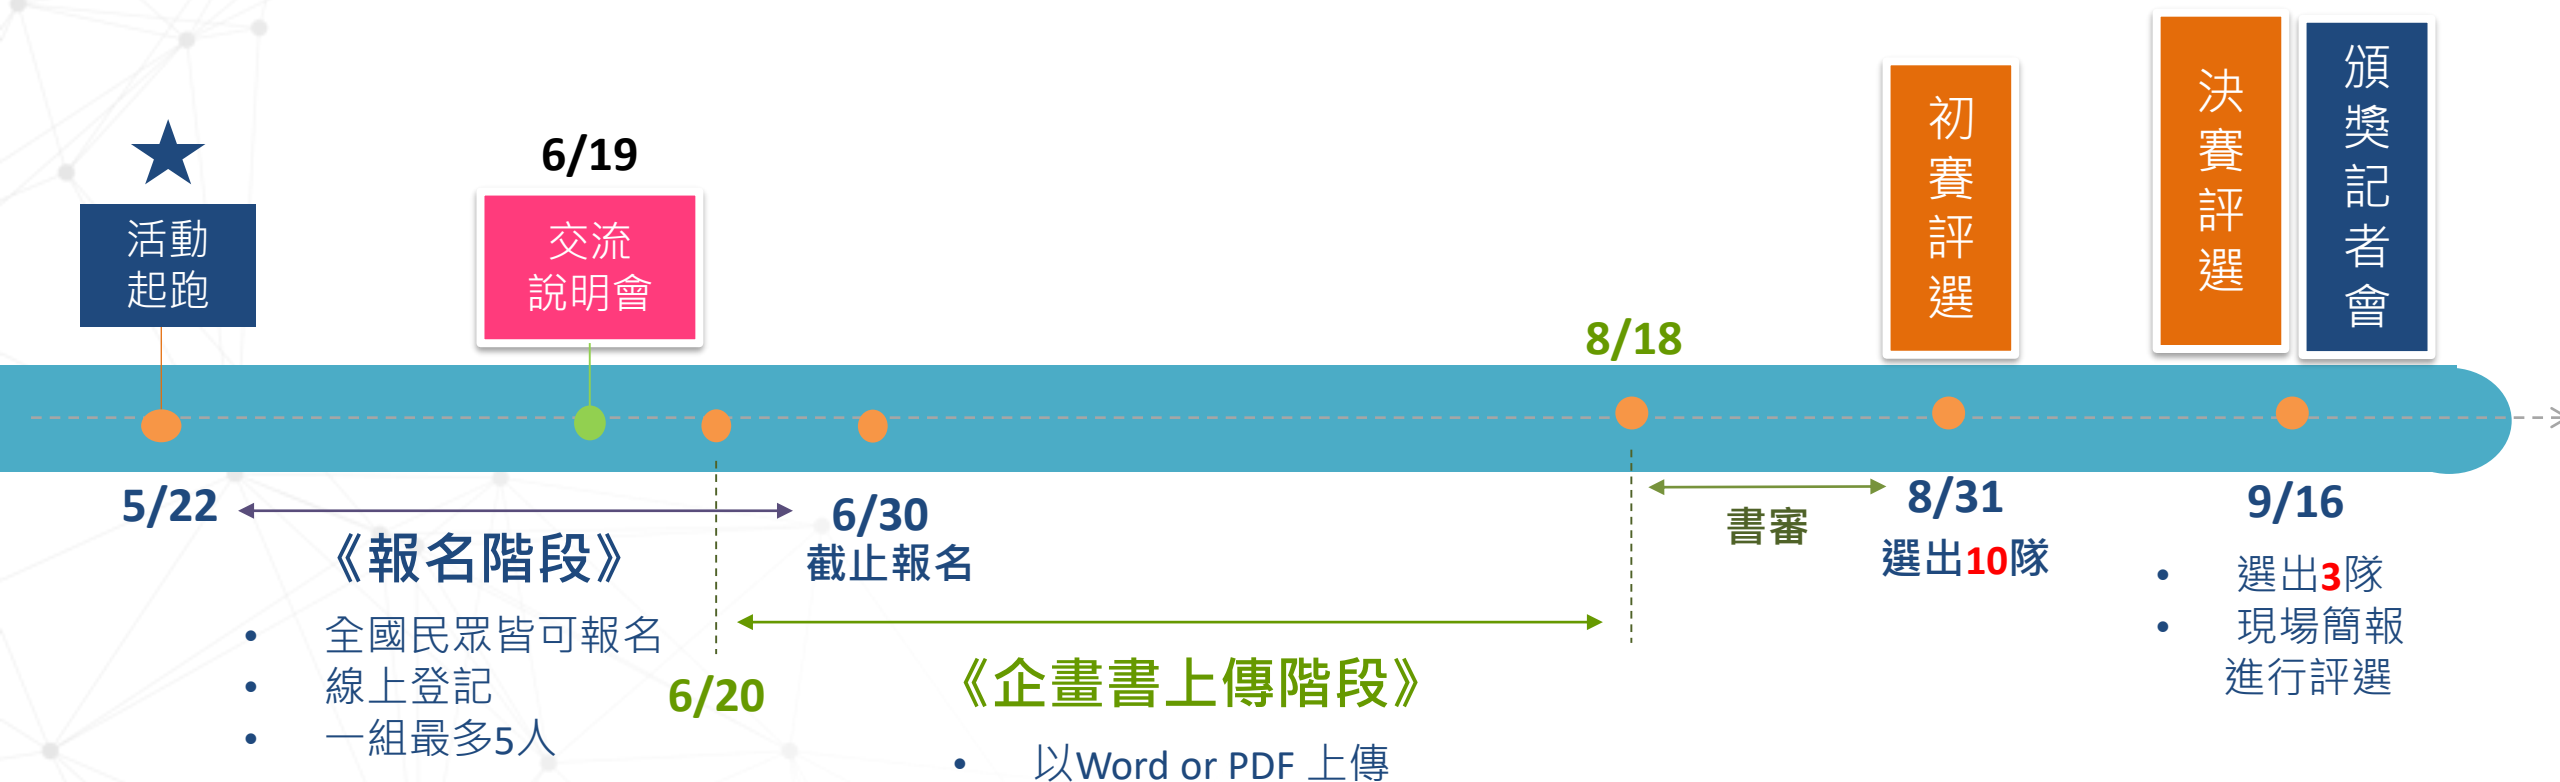 活動
起跑
6/19
交流
說明會
8/18
初賽評選
決賽評選
頒獎記者會
5/22
《報名階段》
• 全國民眾皆可報名
• 線上登記
• 一組最多5人
6/20
6/30
截止報名
《企畫書上傳階段》
• 以Word or PDF 上傳
書審
8/31
選出10隊
9/16
• 選出3隊
• 現場簡報
進行評選